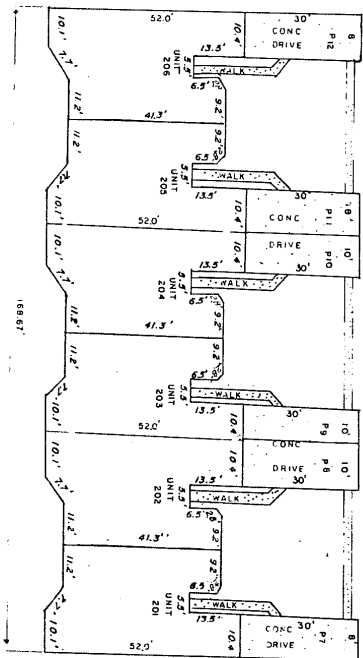 52.0'
30'
8'
10.4'
CONC
DRIVE
P12
10.1'
7.7'
13.5'
5.5'
UNIT
206
WALK
6.5'
11.2'
9.2'
41.3'
11.2'
9.2'
6.5'
WALK
5.5'
UNIT
205
13.5'
30'
10.1'
10.4'
CONC
P11
8'
52.0'
10.1'
10.4'
DRIVE
P10
10'
7.7'
13.5'
30'
5.5'
UNIT
204
WALK
6.5'
11.2'
9.2'
41.3'
11.2'
9.2'
6.5'
WALK
5.5'
UNIT
203
13.5'
30'
10.1'
10.4'
P9
10'
52.0'
CONC
10.1'
10.4'
DRIVE
P8
10'
7.7'
13.5'
30'
5.5'
UNIT
202
WALK
6.5'
11.2'
9.2'
41.3'
11.2'
9.2'
6.5'
WALK
5.5'
UNIT
201
13.5'
30'
10.1'
10.4
CONC
DRIVE
P7
8'
52.0'
168.67'